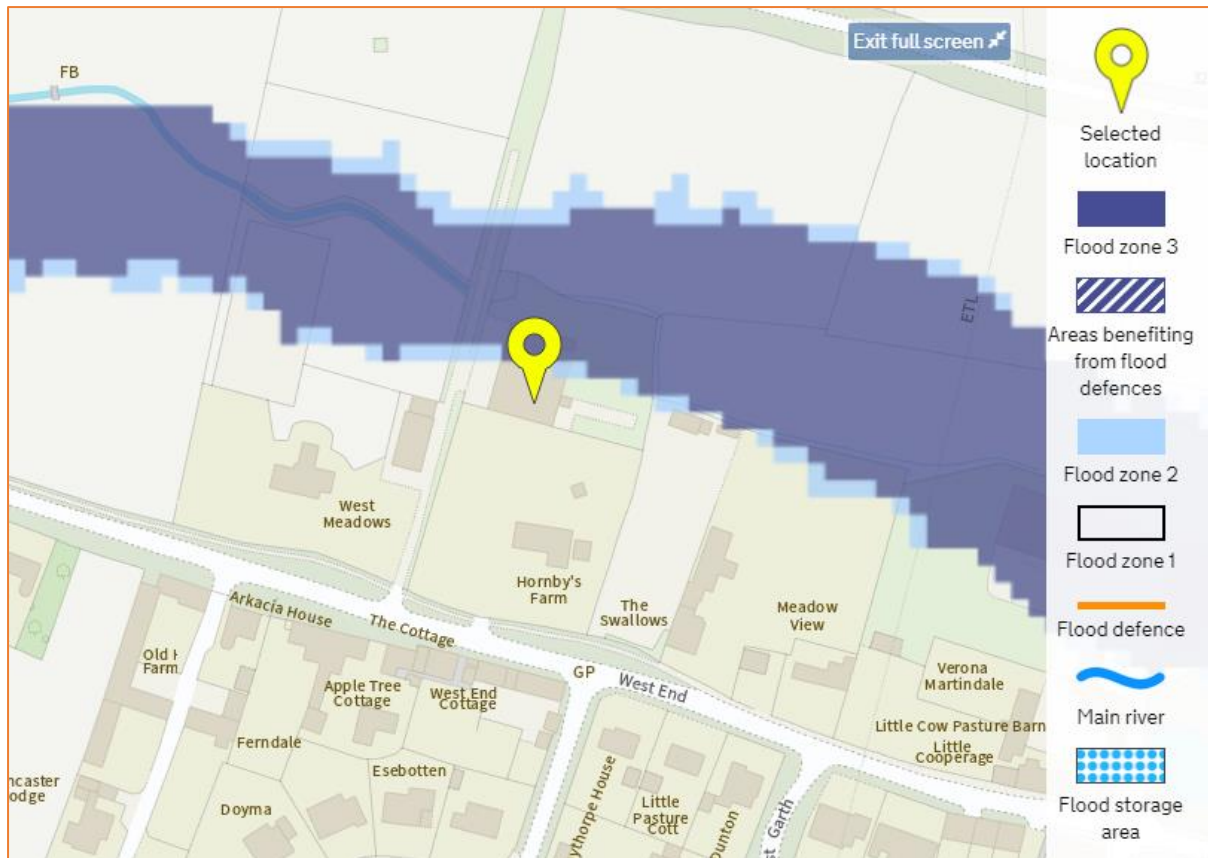 Exit full screen
FB
Selected
location
Flood zone 3
ETL
Areas benefiting
from flood
defences
Flood zone 2
West
Meadows
Flood zone 1
Hornby's
Farm
The
Swallows
Meadow
View
Arkacia House
The Cottage
Flood defence
Old
Farm
GP
West End
Verona
Martindale
Apple Tree
Cottage
West End
Cottage
Main river
Little Cow Pasture Barn
Little
Cooperage
Ferndale
Esebotten
Doyma
Little
Pasture
Cott
Flood storage
area